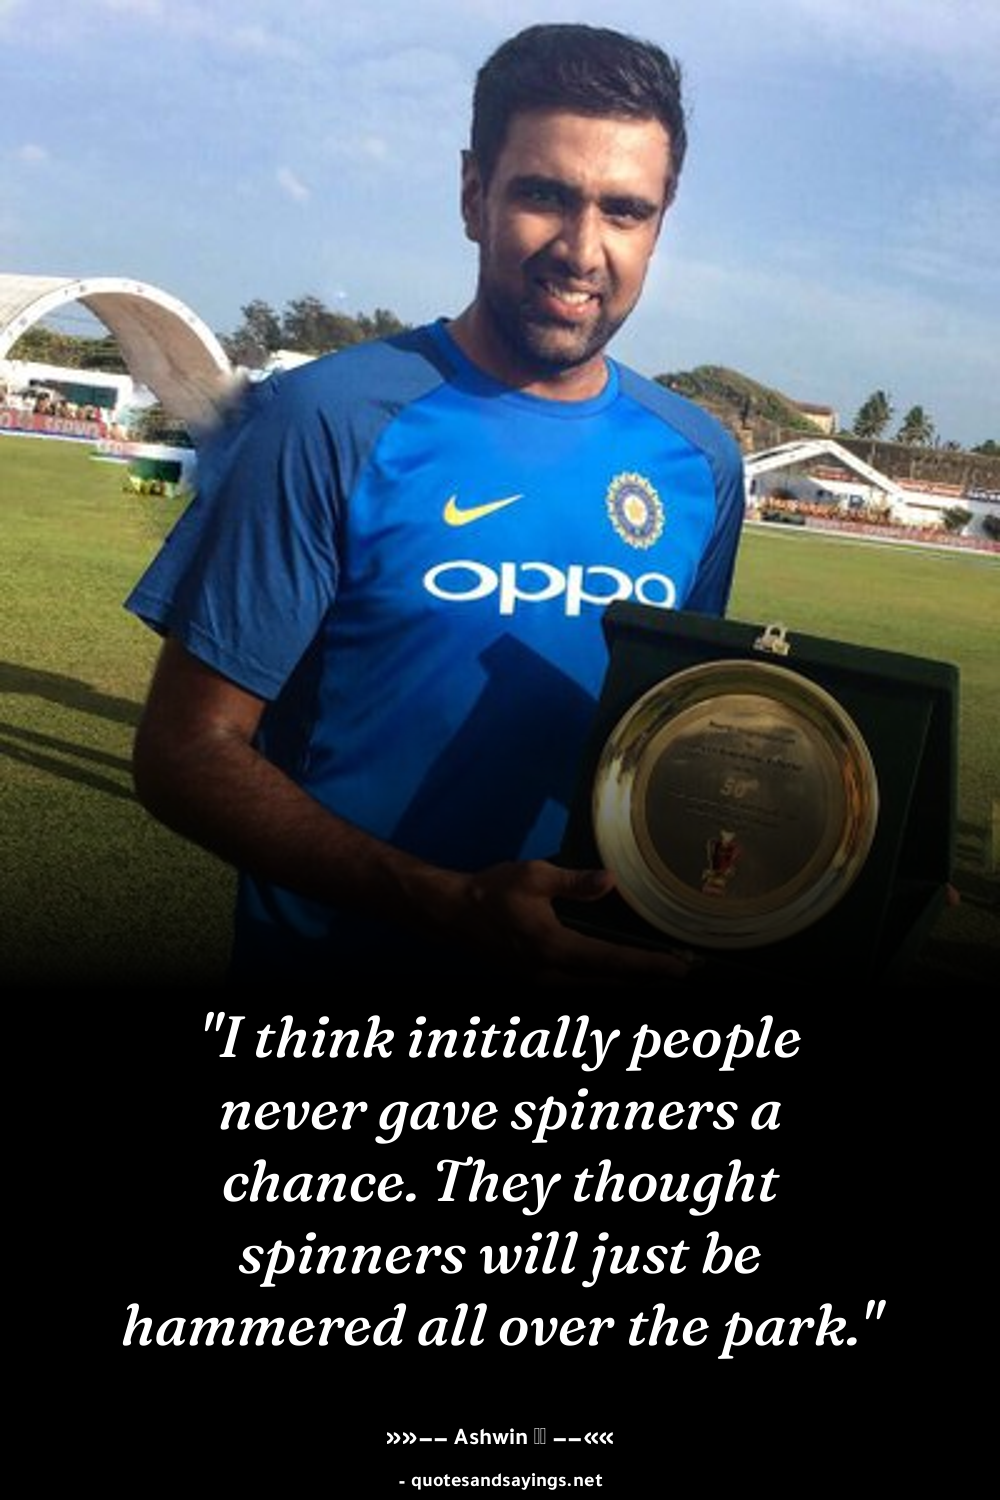 oppo
50th
"I think initially people
never gave spinners a
chance. They thought
spinners will just be
hammered all over the park."
»»−− Ashwin −−««
- quotesandsayings.net